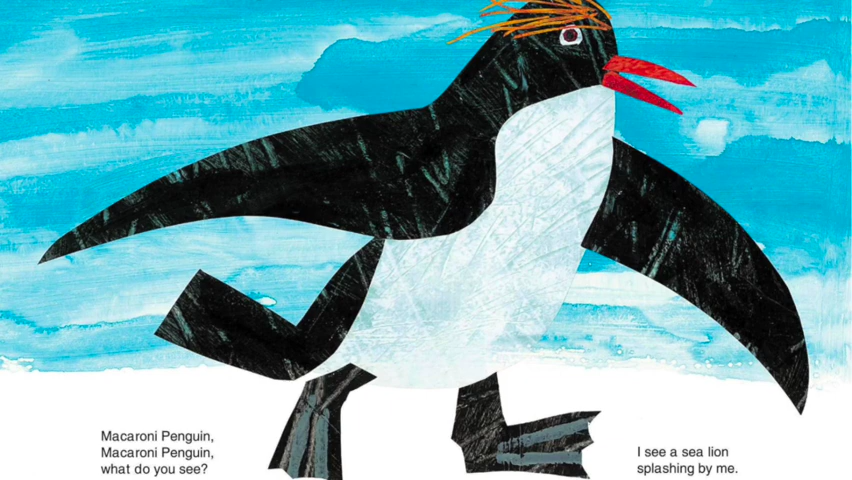 Macaroni Penguin,
Macaroni Penguin,
what do you see?
I see a sea lion
splashing by me.